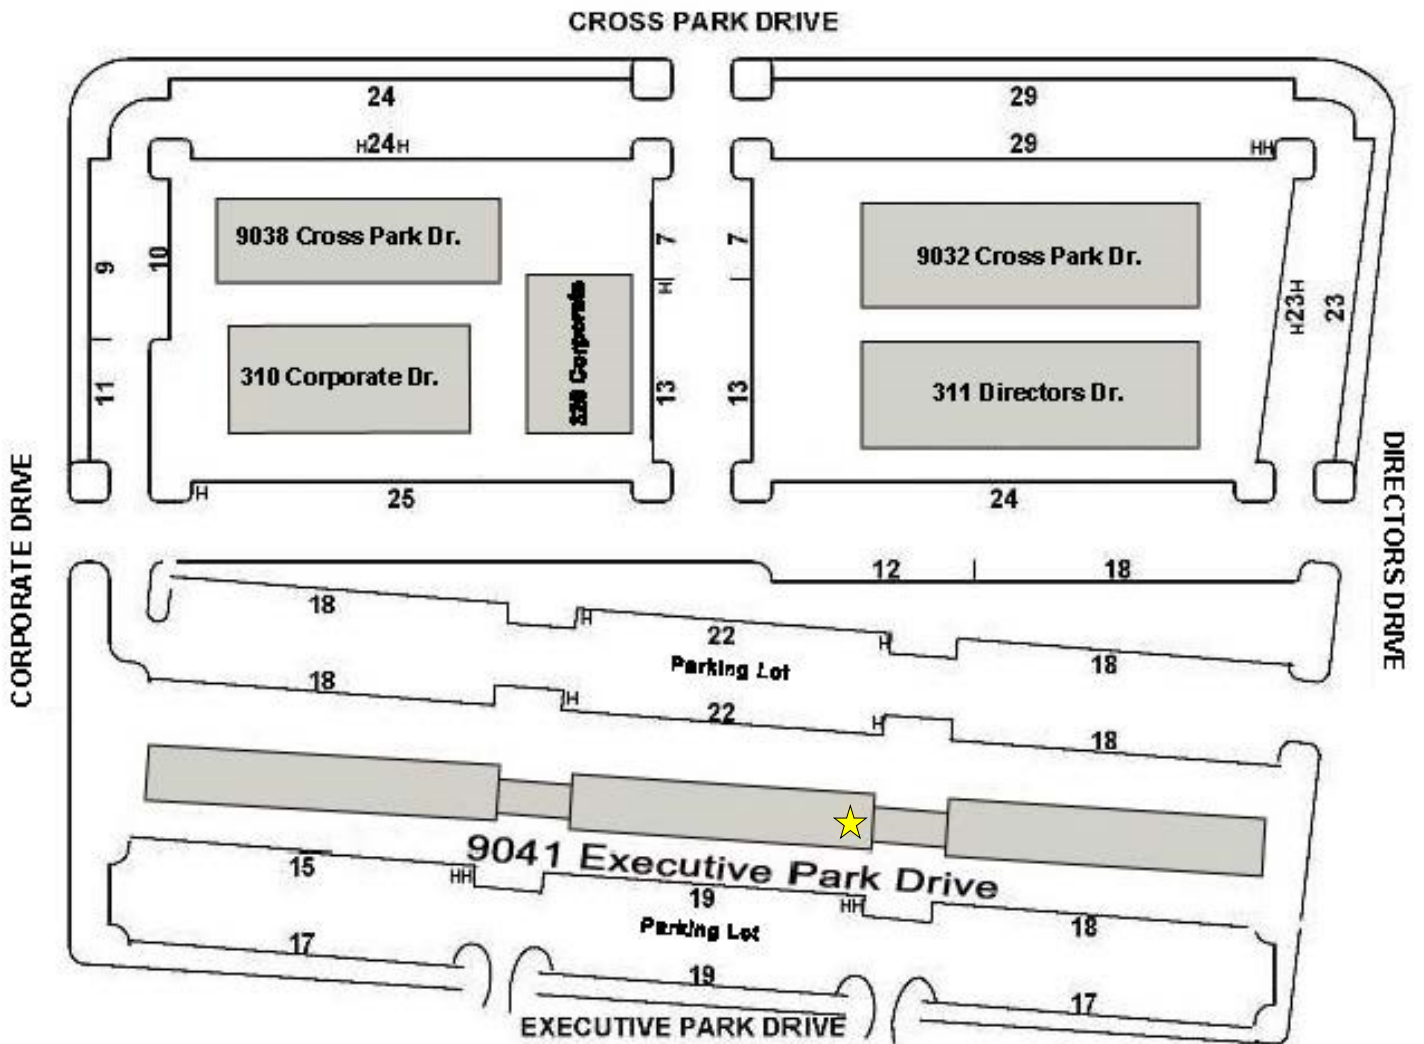 CROSS PARK DRIVE
24
29
H24H
29
HH
9038 Cross Park Dr.
7
7
9032 Cross Park Dr.
9
10
H
H23H
23
310 Corporate Dr.
Corporate
13
13
311 Directors Dr.
11
CORPORATE DRIVE
DIRECTORS DRIVE
H
25
24
12
18
18
H
22
H
18
Parking Lot
18
H
22
H
18
9041 Executive Park Drive
15
HH
19
HH
18
Parking Lot
17
19
17
EXECUTIVE PARK DRIVE